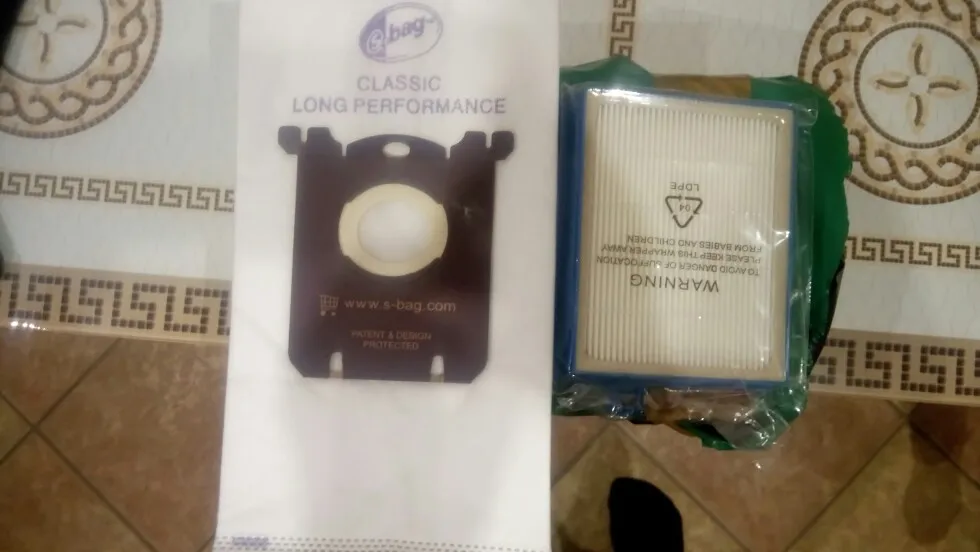 s-bag
CLASSIC
LONG PERFORMANCE
www.s-bag.com
PATENT & DESIGN
PROTECTED
WARNING
TO AVOID DANGER OF SUFFOCATION
PLEASE KEEP THIS WRAPPER AWAY
FROM BABIES AND CHILDREN
04
LDPE